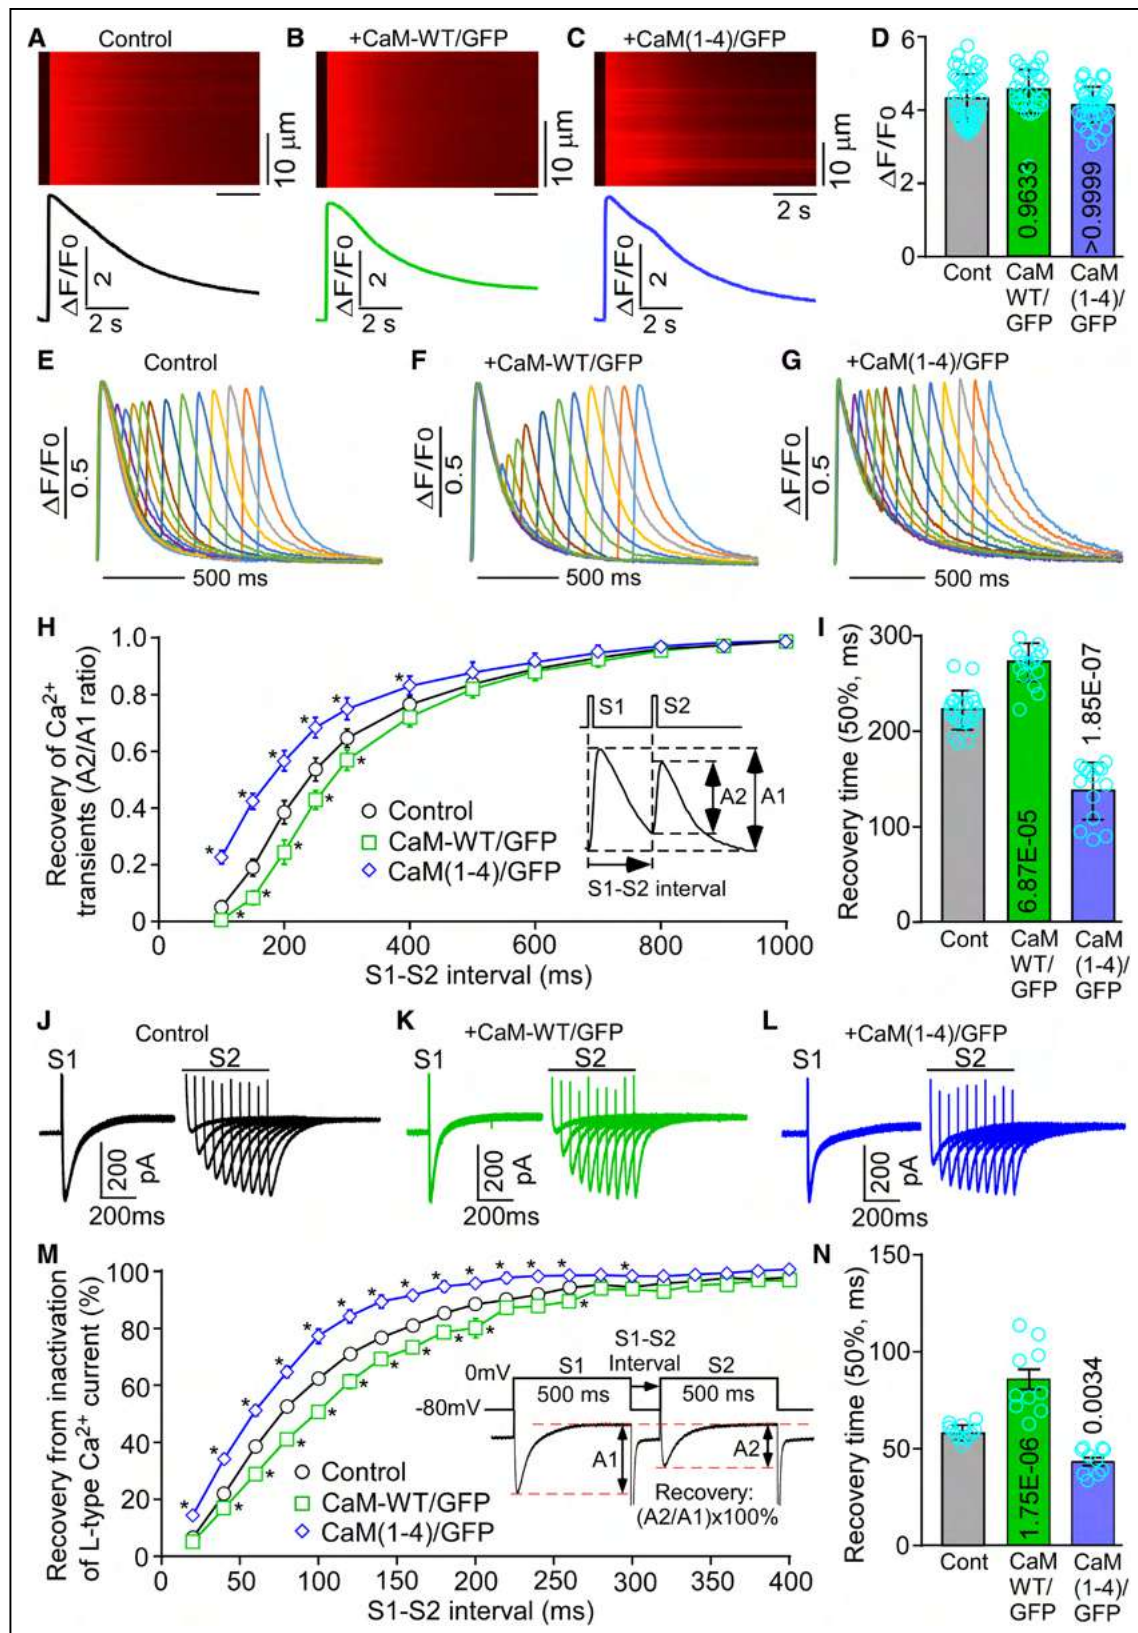 A Control
B +CaM-WT/GFP
C +CaM(1-4)/GFP
10 µm
10 µm
2 s
ΔF/Fo
2
2 s
ΔF/Fo
2
2 s
ΔF/Fo
2
2 s
D
ΔF/Fo
6
4
2
0
0.9633
>0.9999
Cont
CaM WT/ GFP
CaM (1-4)/ GFP
E Control
ΔF/Fo
0.5
500 ms
F +CaM-WT/GFP
ΔF/Fo
0.5
500 ms
G +CaM(1-4)/GFP
ΔF/Fo
0.5
500 ms
H
Recovery of Ca2+
transients (A2/A1 ratio)
1.0
0.8
0.6
0.4
0.2
0
0 200 400 600 800 1000
S1-S2 interval (ms)
* * * * * *
* * * * *
Control
CaM-WT/GFP
CaM(1-4)/GFP
S1 S2
A2 A1
S1-S2 interval
I
Recovery time (50%, ms)
300
200
100
0
6.87E-05
1.85E-07
Cont
CaM WT/ GFP
CaM (1-4)/ GFP
J Control
S1 S2
200 pA
200ms
K +CaM-WT/GFP
S1 S2
200 pA
200ms
L +CaM(1-4)/GFP
S1 S2
200 pA
200ms
M
Recovery from inactivation
of L-type Ca2+ current (%)
100
80
60
40
20
0
0 50 100 150 200 250 300 350 400
S1-S2 interval (ms)
Control
CaM-WT/GFP
CaM(1-4)/GFP
S1-S2
Interval
0mV S1 S2
500 ms 500 ms
-80mV
A1 A2
Recovery:
(A2/A1)x100%
N
Recovery time (50%, ms)
150
100
50
0
1.75E-06
0.0034
Cont
CaM WT/ GFP
CaM (1-4)/ GFP